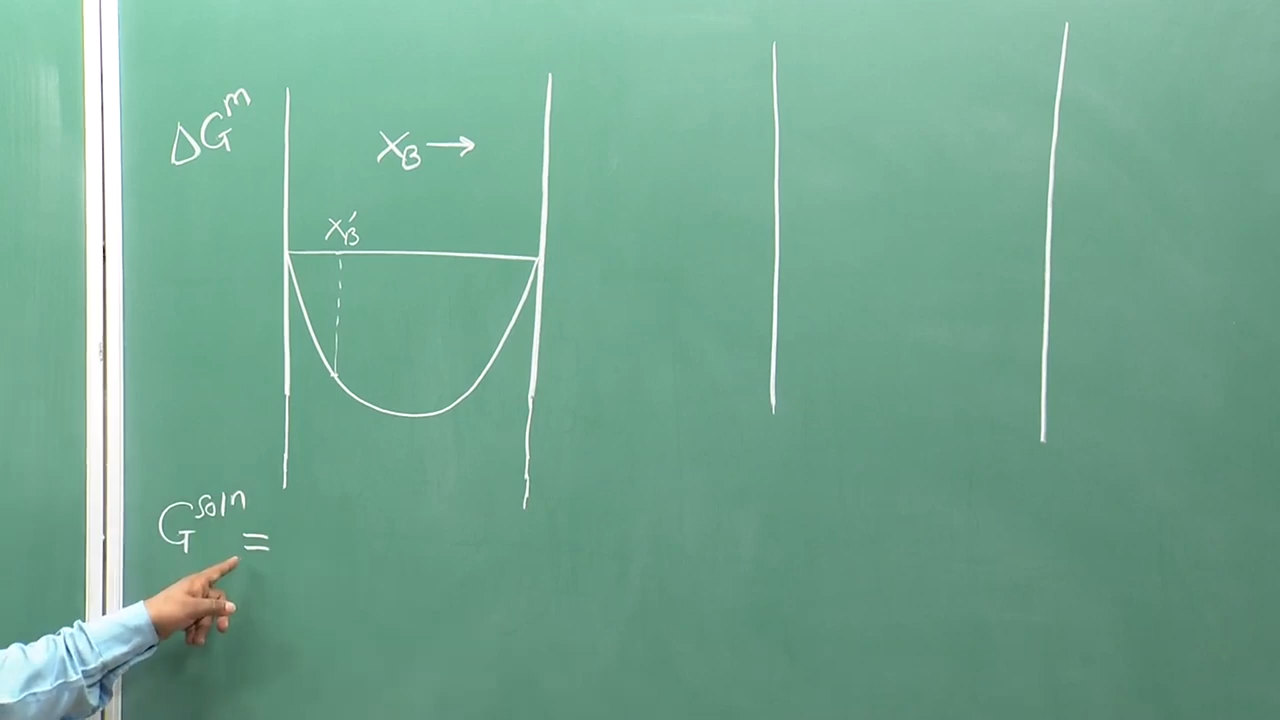 ΔG^m
X_B →
X_B'
G^soln =